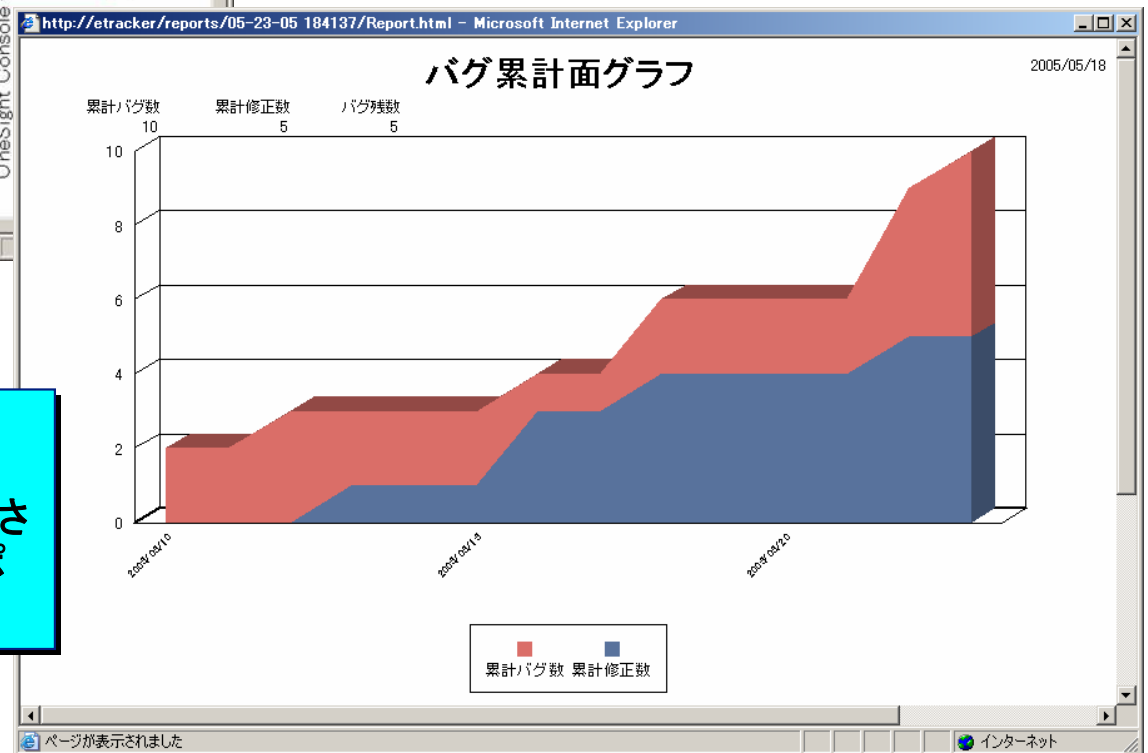 OneSight Console
http://etracker/reports/05-23-05 184137/Report.html - Microsoft Internet Explorer
バグ累計面グラフ
2005/05/18
累計バグ数 累計修正数 バグ残数
10 5 5
10
8
6
4
2
0
さ
累計バグ数 累計修正数
ページが表示されました
インターネット